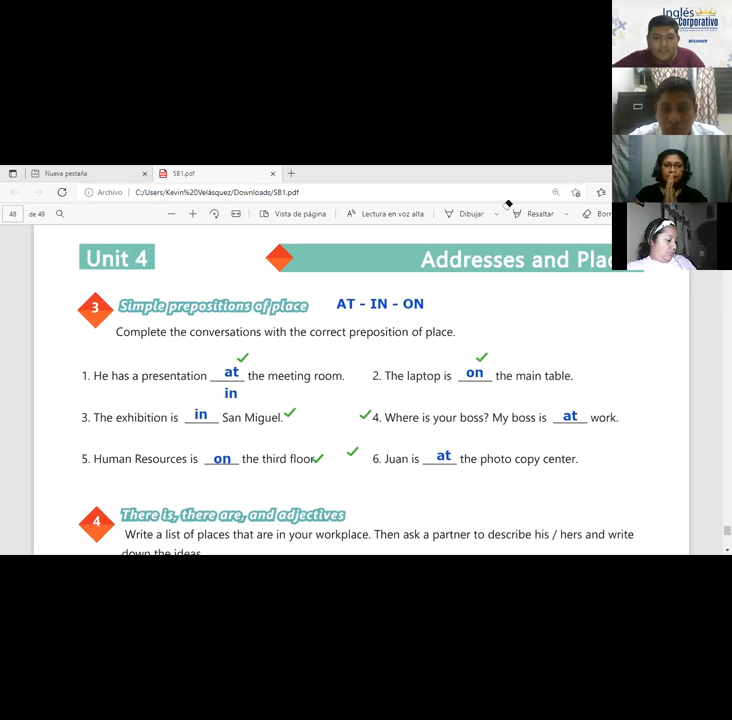 Inglés
Corporativo
BEGINNER
Nueva pestaña
SB1.pdf
Archivo C:/Users/Kevin%20Velásquez/Downloads/SB1.pdf
48 de 49 Vista de página Lectura en voz alta Dibujar Resaltar Borr
Unit 4 Addresses and Pla
3 Simple prepositions of place AT - IN - ON
Complete the conversations with the correct preposition of place.
1. He has a presentation at the meeting room. 2. The laptop is on the main table.
in
3. The exhibition is in San Miguel. 4. Where is your boss? My boss is at work.
5. Human Resources is on the third floor 6. Juan is at the photo copy center.
4 There is, there are, and adjectives
Write a list of places that are in your workplace. Then ask a partner to describe his / hers and write
down the ideas.